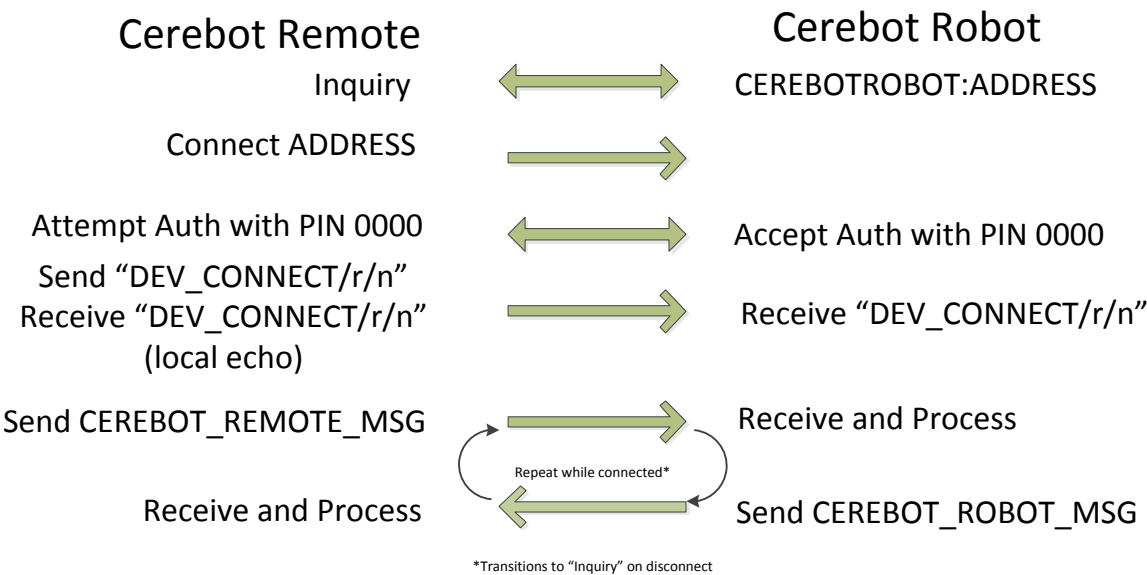 Cerebot Remote
Cerebot Robot
Inquiry
CEREBOTROBOT:ADDRESS
Connect ADDRESS
Attempt Auth with PIN 0000
Accept Auth with PIN 0000
Send “DEV_CONNECT/r/n”
Receive “DEV_CONNECT/r/n”
(local echo)
Receive “DEV_CONNECT/r/n”
Send CEREBOT_REMOTE_MSG
Receive and Process
Repeat while connected*
Receive and Process
Send CEREBOT_ROBOT_MSG
*Transitions to “Inquiry” on disconnect